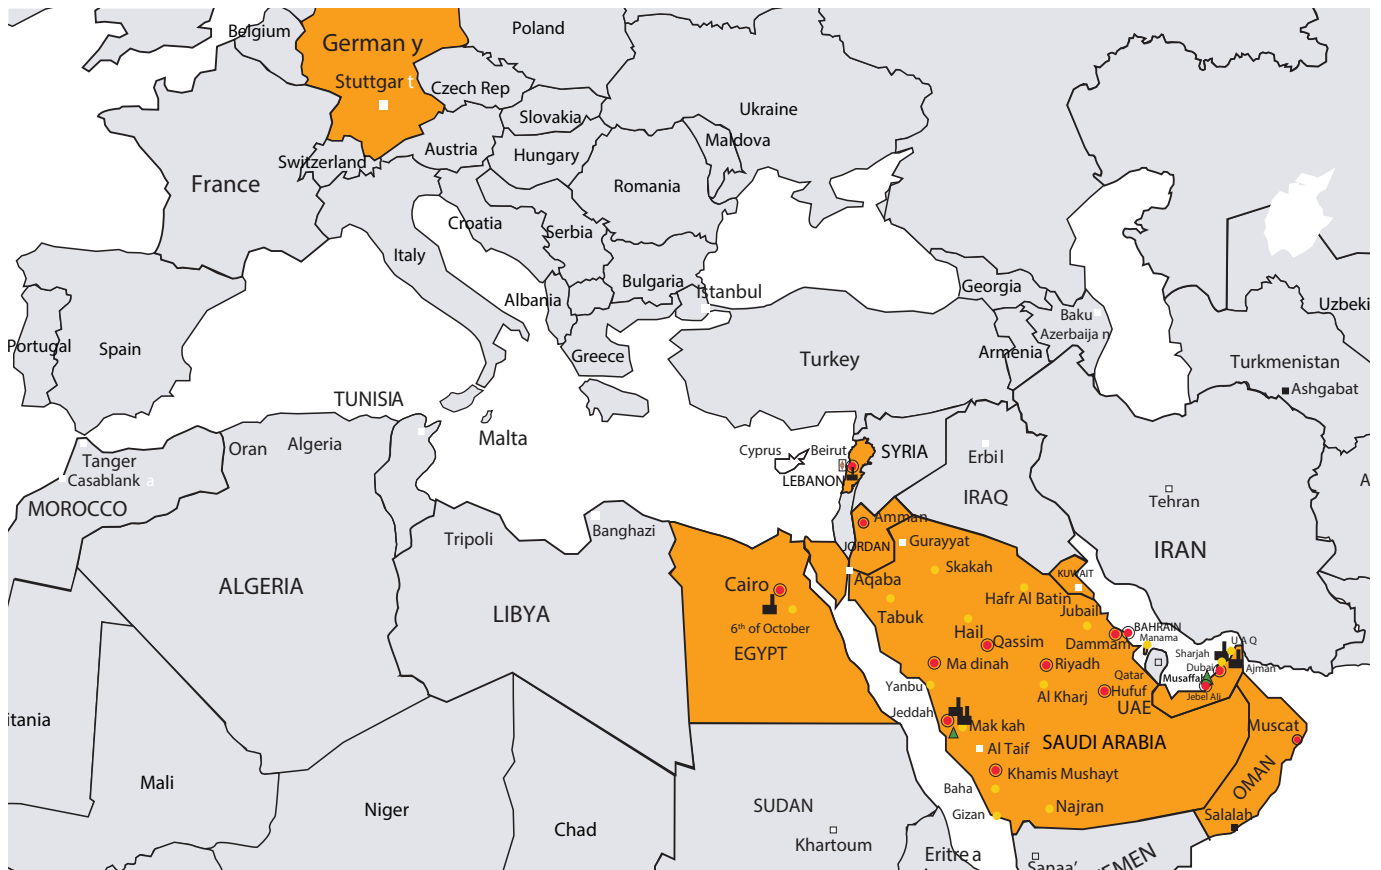 Belgium
German y
Poland
Stuttgar t
Czech Rep
Ukraine
Slovakia
Maldova
Austria
Hungary
Switzerland
France
Romania
Croatia
Serbia
Italy
Bulgaria
Istanbul
Georgia
Albania
Uzbeki
Baku
Azerbaija n
Portugal
Spain
Greece
Turkey
Armenia
Turkmenistan
Ashgabat
TUNISIA
Malta
Oran
Algeria
Cyprus
Beirut
SYRIA
Erbil
Tanger
Casablank a
LEBANON
A
MOROCCO
IRAQ
Tehran
Amman
Tripoli
Banghazi
JORDAN
Gurayyat
IRAN
Skakah
KUWAIT
Aqaba
ALGERIA
Cairo
LIBYA
Hafr Al Batin
Tabuk
Jubail
6th of October
Hail
BAHRAIN
Manama
U A Q
Qassim
Dammam
EGYPT
Sharjah
Ma dinah
Riyadh
Dubai
Ajman
Qatar
Musaffah
Yanbu
Al Kharj
Hufuf
Jebel Ali
UAE
Jeddah
itania
Mak kah
Muscat
SAUDI ARABIA
Al Taif
Khamis Mushayt
OMAN
Mali
Baha
SUDAN
Najran
Niger
Gizan
Salalah
Chad
Khartoum
Eritre a
Sanaa'
YEMEN